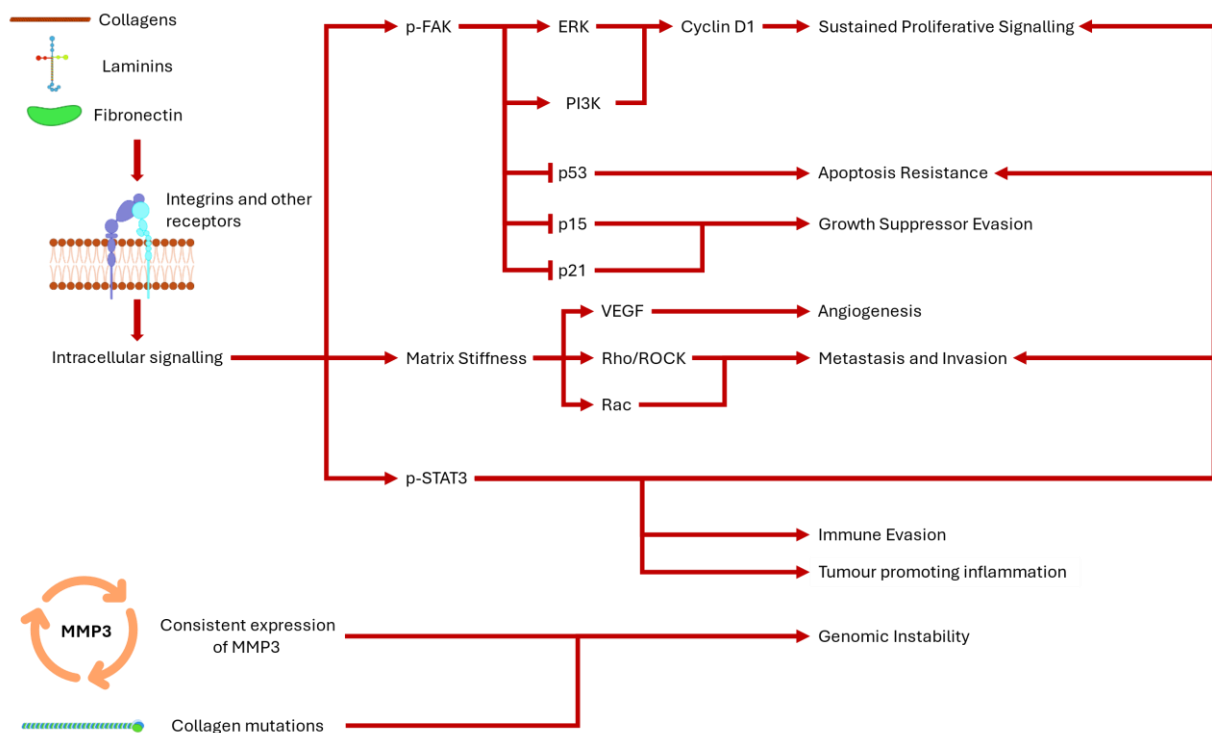 Collagens
Laminins
Fibronectin
Integrins and other
receptors
Intracellular signalling
p-FAK
ERK
Cyclin D1
Sustained Proliferative Signalling
PI3K
p53
Apoptosis Resistance
p15
Growth Suppressor Evasion
p21
Matrix Stiffness
VEGF
Angiogenesis
Rho/ROCK
Metastasis and Invasion
Rac
p-STAT3
Immune Evasion
Tumour promoting inflammation
MMP3
Consistent expression
of MMP3
Genomic Instability
Collagen mutations